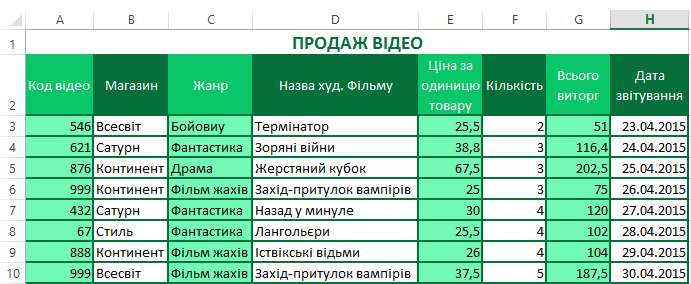 A B C D E F G H
1 ПРОДАЖ ВІДЕО
2 Код відео Магазин Жанр Назва худ. Фільму Ціна за одиницю товару Кількість Всього виторг Дата звітування
3 546 Всесвіт Бойовиу Термінатор 25,5 2 51 23.04.2015
4 621 Сатурн Фантастика Зоряні війни 38,8 3 116,4 24.04.2015
5 876 Континент Драма Жерстяний кубок 67,5 3 202,5 25.04.2015
6 999 Континент Фільм жахів Захід-притулок вампірів 25 3 75 26.04.2015
7 432 Сатурн Фантастика Назад у минуле 30 4 120 27.04.2015
8 67 Стиль Фантастика Лангольєри 25,5 4 102 28.04.2015
9 888 Континент Фільм жахів Іствікські відьми 26 4 104 29.04.2015
10 999 Всесвіт Фільм жахів Захід-притулок вампірів 37,5 5 187,5 30.04.2015